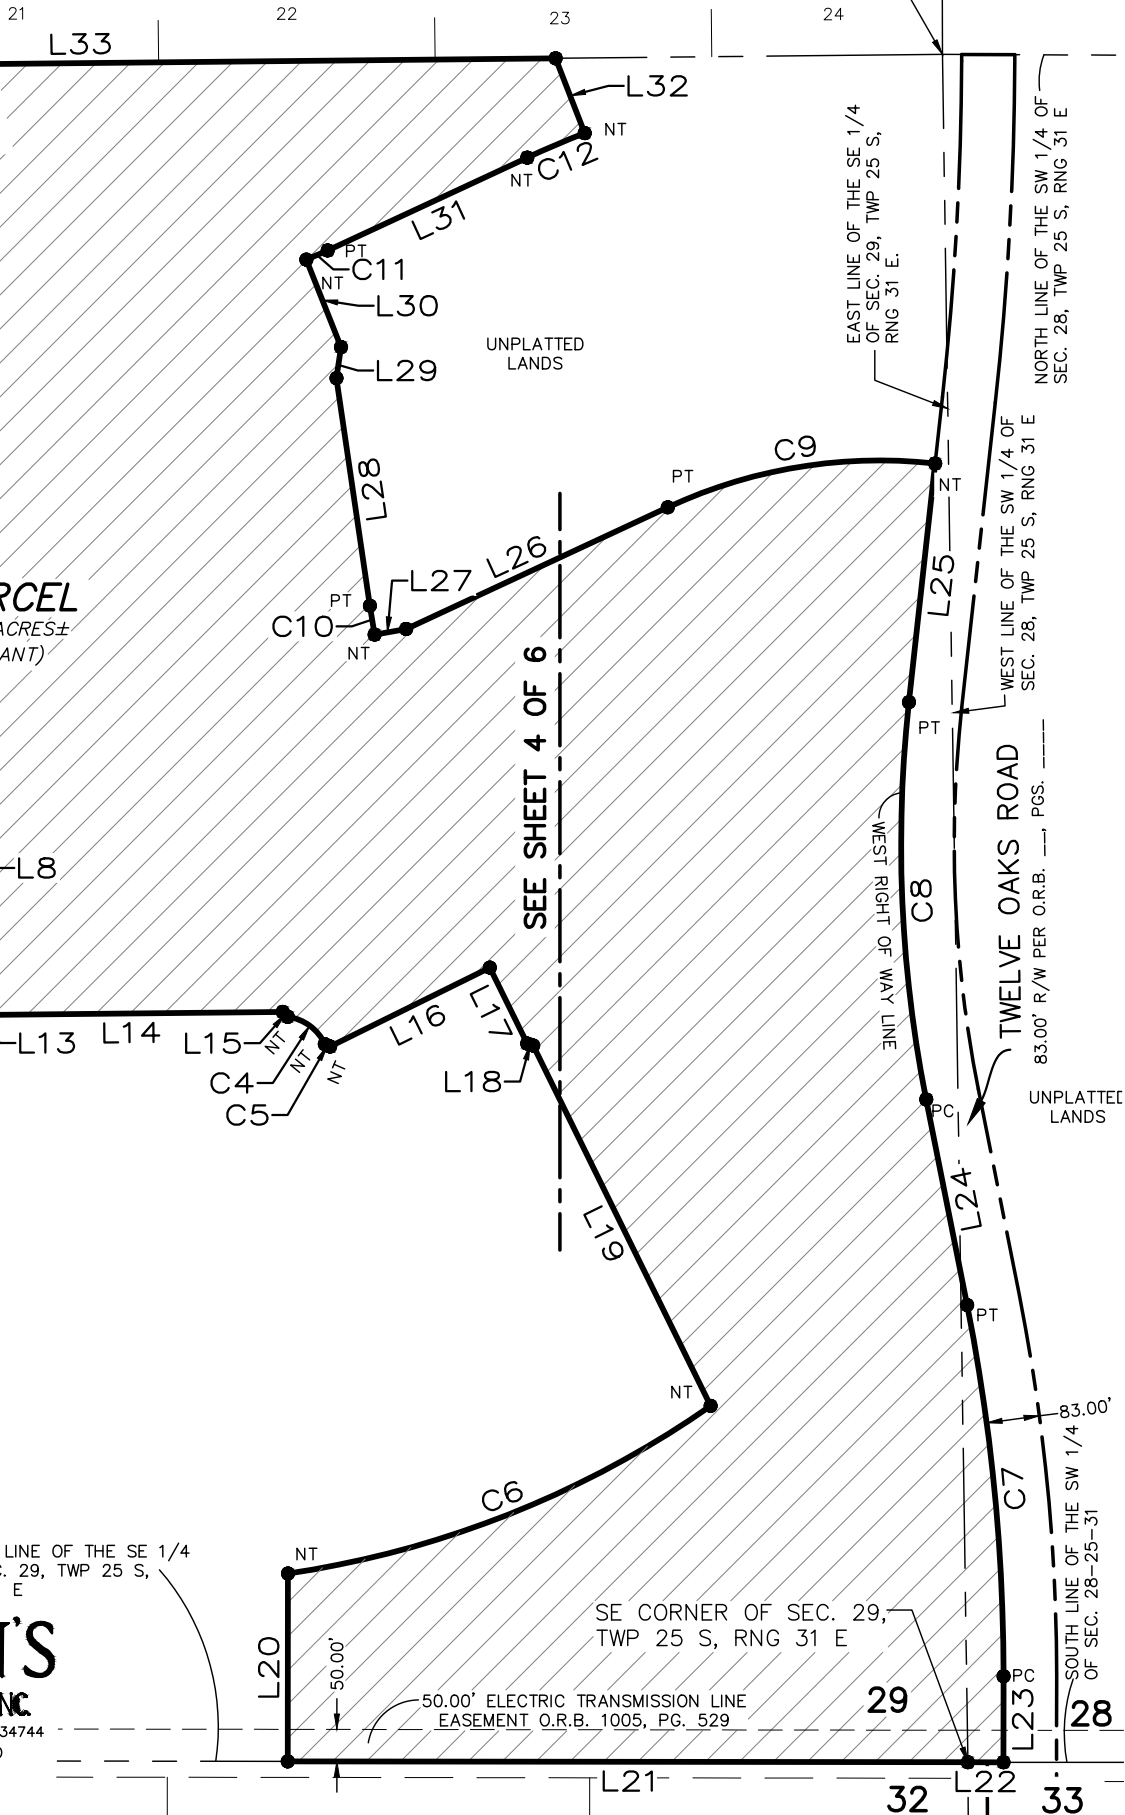 21
22
23
24
L33
L32
NT
C12
NT
L31
PT
C11
NT
L30
L29
UNPLATTED
LANDS
EAST LINE OF THE SE 1/4
OF SEC. 29, TWP 25 S,
RNG 31 E.
NORTH LINE OF THE SW 1/4 OF
SEC. 28, TWP 25 S, RNG 31 E
C9
PT
NT
L28
L26
L27
PT
C10
NT
L25
WEST LINE OF THE SW 1/4 OF
SEC. 28, TWP 25 S, RNG 31 E
RCEL
ACRES±
ANT)
SEE SHEET 4 OF 6
PT
WEST RIGHT OF WAY LINE
C8
TWELVE OAKS ROAD
83.00' R/W PER O.R.B. __, PGS. ____
L8
L13
L14
L15
NT
C4
NT
C5
NT
L16
L17
L18
PC
UNPLATTED
LANDS
L24
L19
PT
NT
83.00'
C6
C7
NT
LINE OF THE SE 1/4
C. 29, TWP 25 S,
E
SOUTH LINE OF THE SW 1/4
OF SEC. 28-25-31
SE CORNER OF SEC. 29,
TWP 25 S, RNG 31 E
'S
NC.
34744
L20
50.00'
50.00' ELECTRIC TRANSMISSION LINE
EASEMENT O.R.B. 1005, PG. 529
29
PC
L23
28
L21
L22
32
33